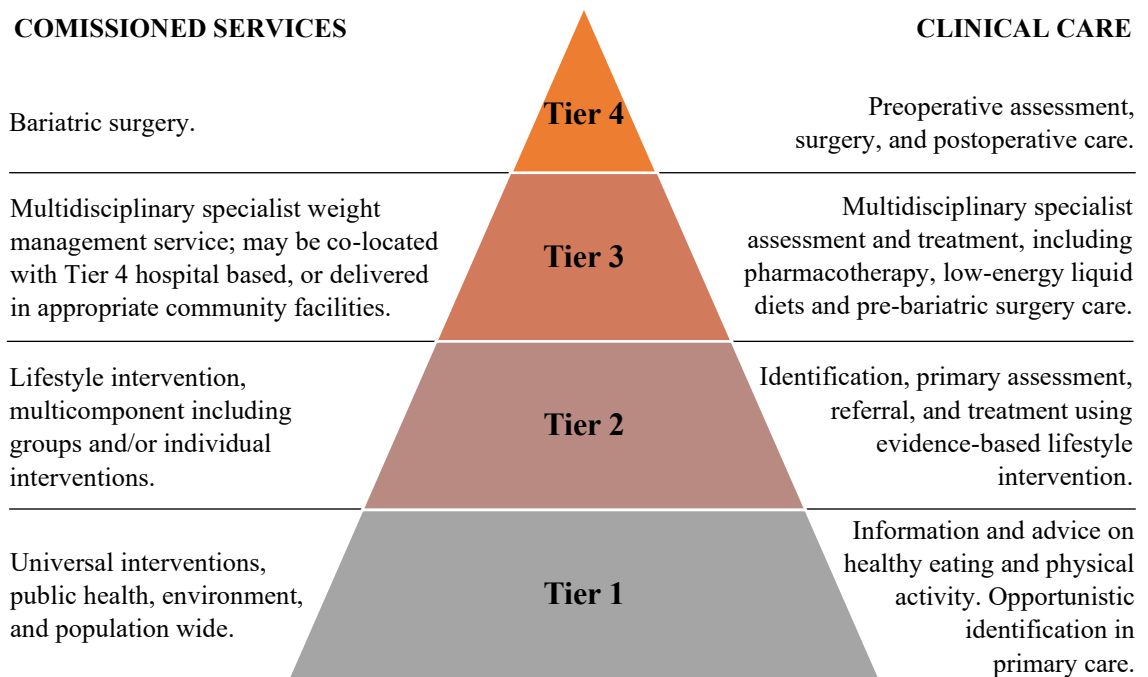 COMISSIONED SERVICES
CLINICAL CARE
Bariatric surgery.
Tier 4
Preoperative assessment,
surgery, and postoperative care.
Multidisciplinary specialist weight
management service; may be co-located
with Tier 4 hospital based, or delivered
in appropriate community facilities.
Tier 3
Multidisciplinary specialist
assessment and treatment, including
pharmacotherapy, low-energy liquid
diets and pre-bariatric surgery care.
Lifestyle intervention,
multicomponent including
groups and/or individual
interventions.
Tier 2
Identification, primary assessment,
referral, and treatment using
evidence-based lifestyle
intervention.
Universal interventions,
public health, environment,
and population wide.
Tier 1
Information and advice on
healthy eating and physical
activity. Opportunistic
identification in
primary care.